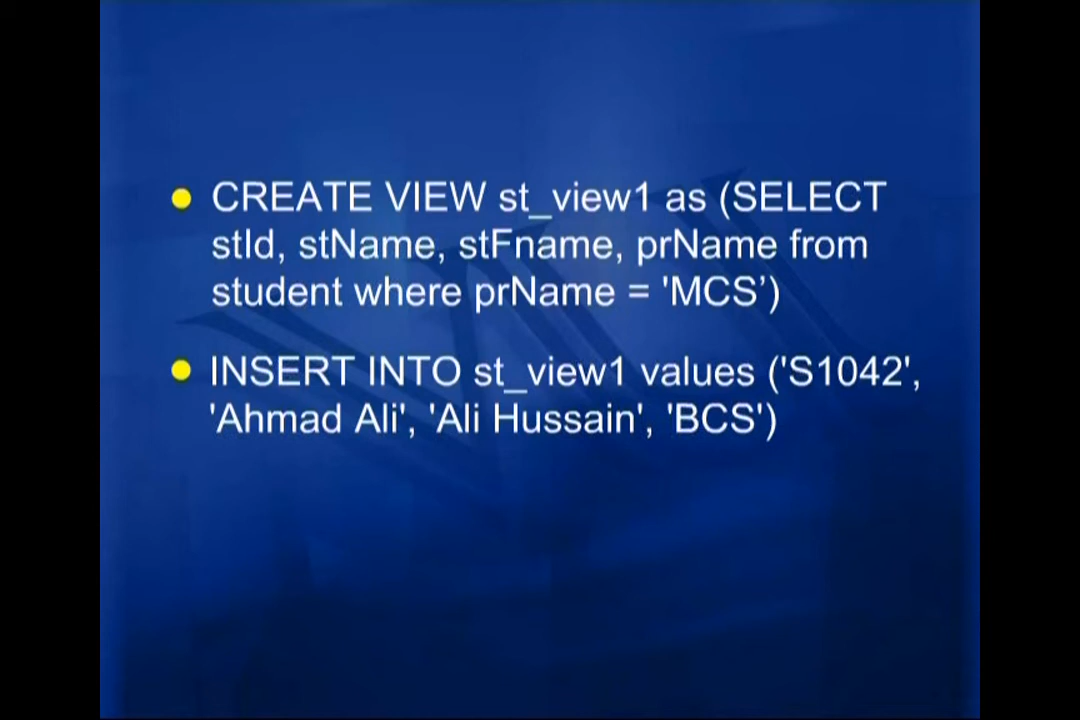 CREATE VIEW st_view1 as (SELECT
stId, stName, stFname, prName from
student where prName = 'MCS’)
INSERT INTO st_view1 values ('S1042',
'Ahmad Ali', 'Ali Hussain', 'BCS')